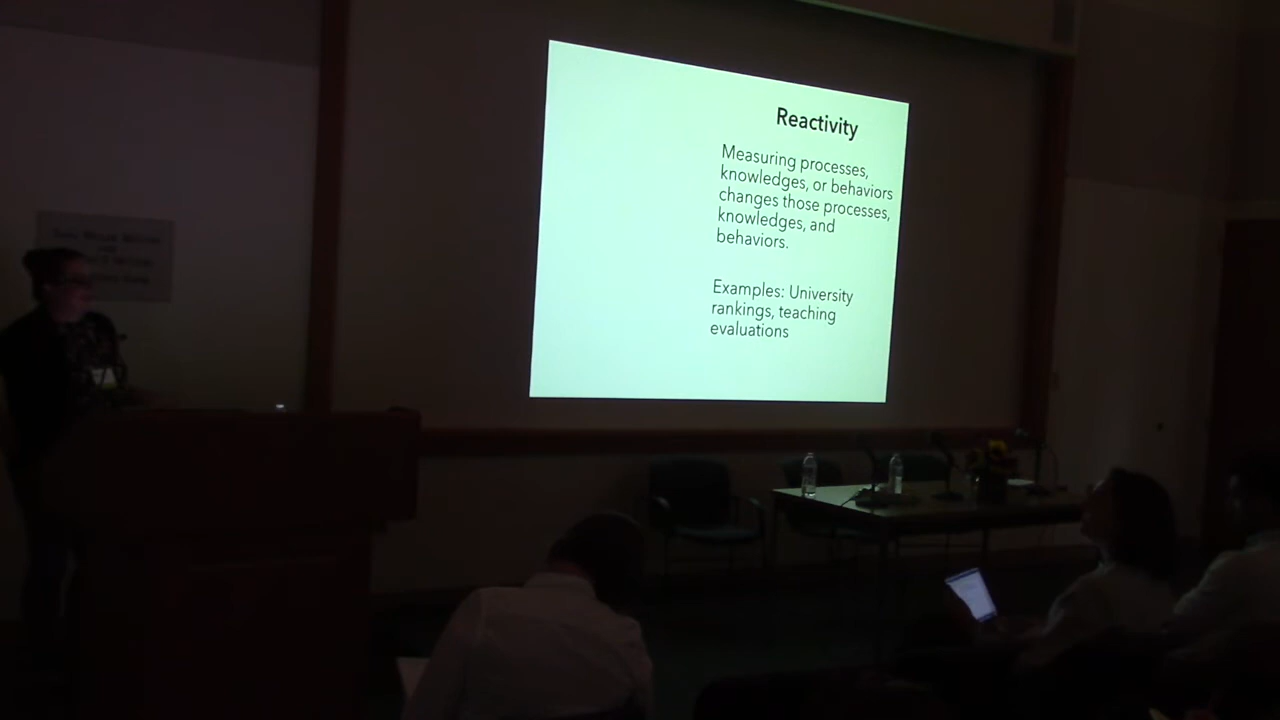 Reactivity
Measuring processes,
knowledges, or behaviors
changes those processes,
knowledges, and
behaviors.
Examples: University
rankings, teaching
evaluations